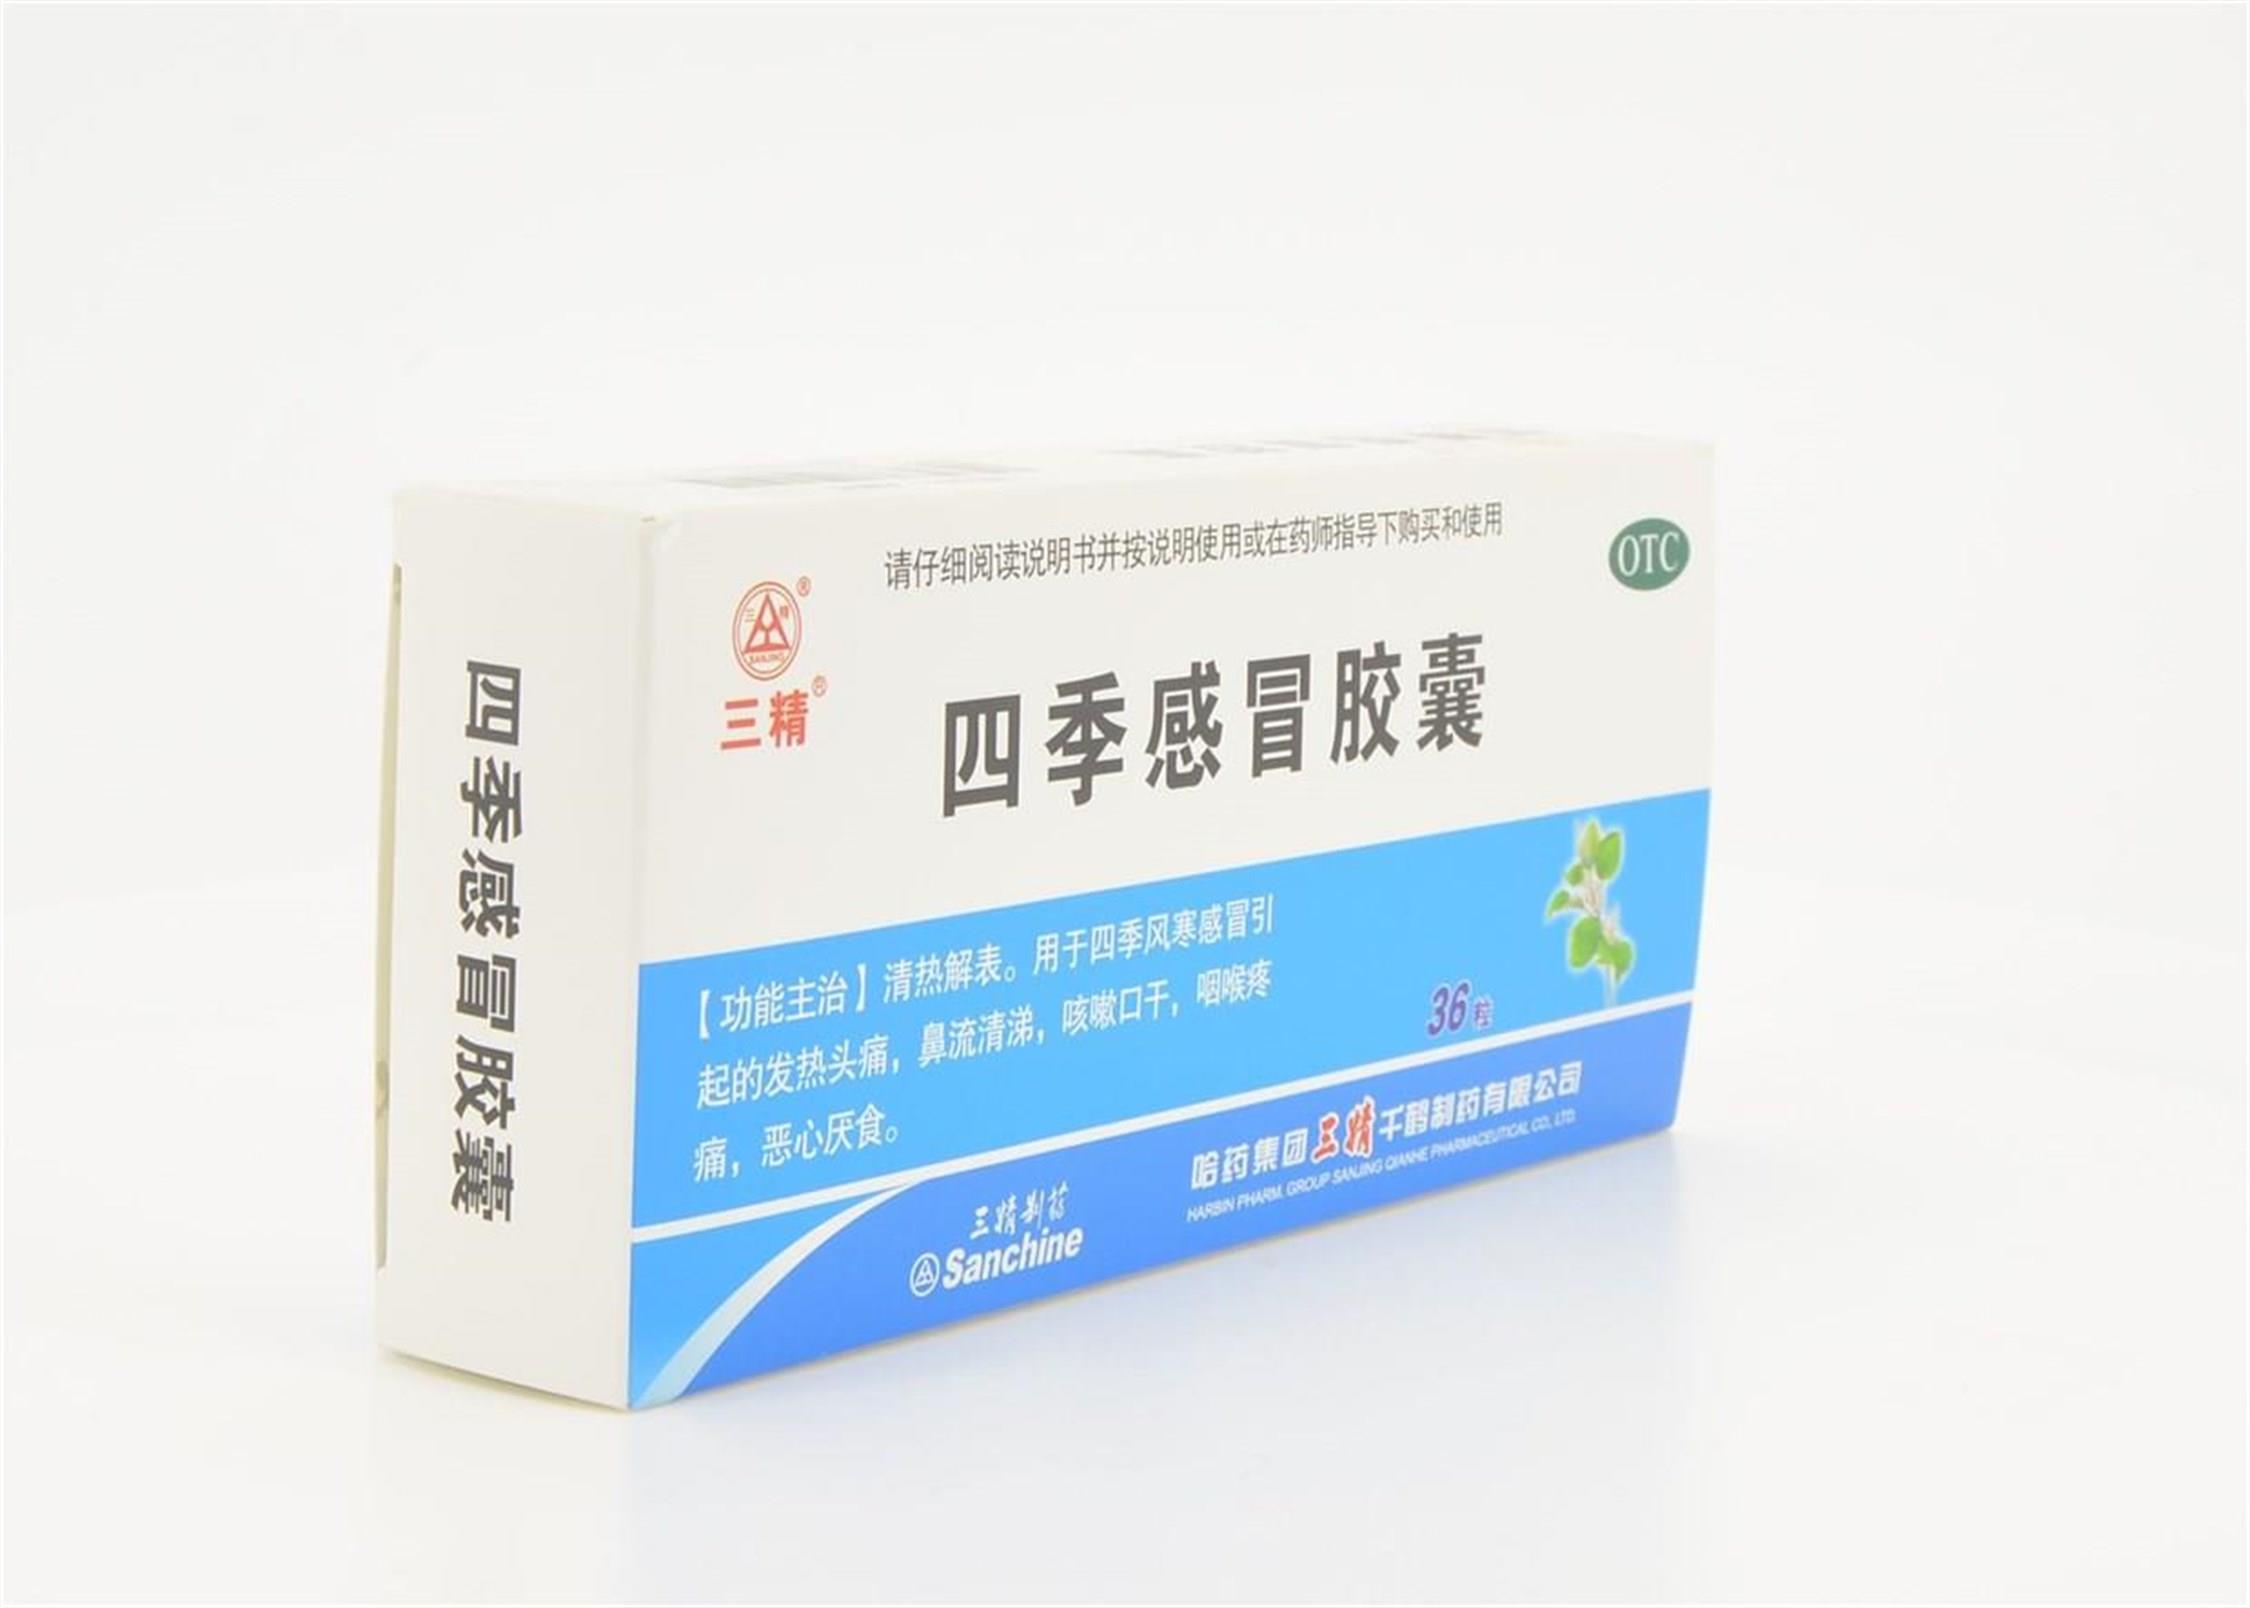 四季感冒胶囊
请仔细阅读说明书并按说明使用或在药师指导下购买和使用
OTC
三精
SANJING
®
三精®
四季感冒胶囊
【功能主治】清热解表。用于四季风寒感冒引
起的发热头痛，鼻流清涕，咳嗽口干，咽喉疼
痛，恶心厌食。
36粒
三精制药
Sanchine
哈药集团三精千鹤制药有限公司
HARBIN PHARM. GROUP SANJING QIANHE PHARMACEUTICAL CO., LTD.